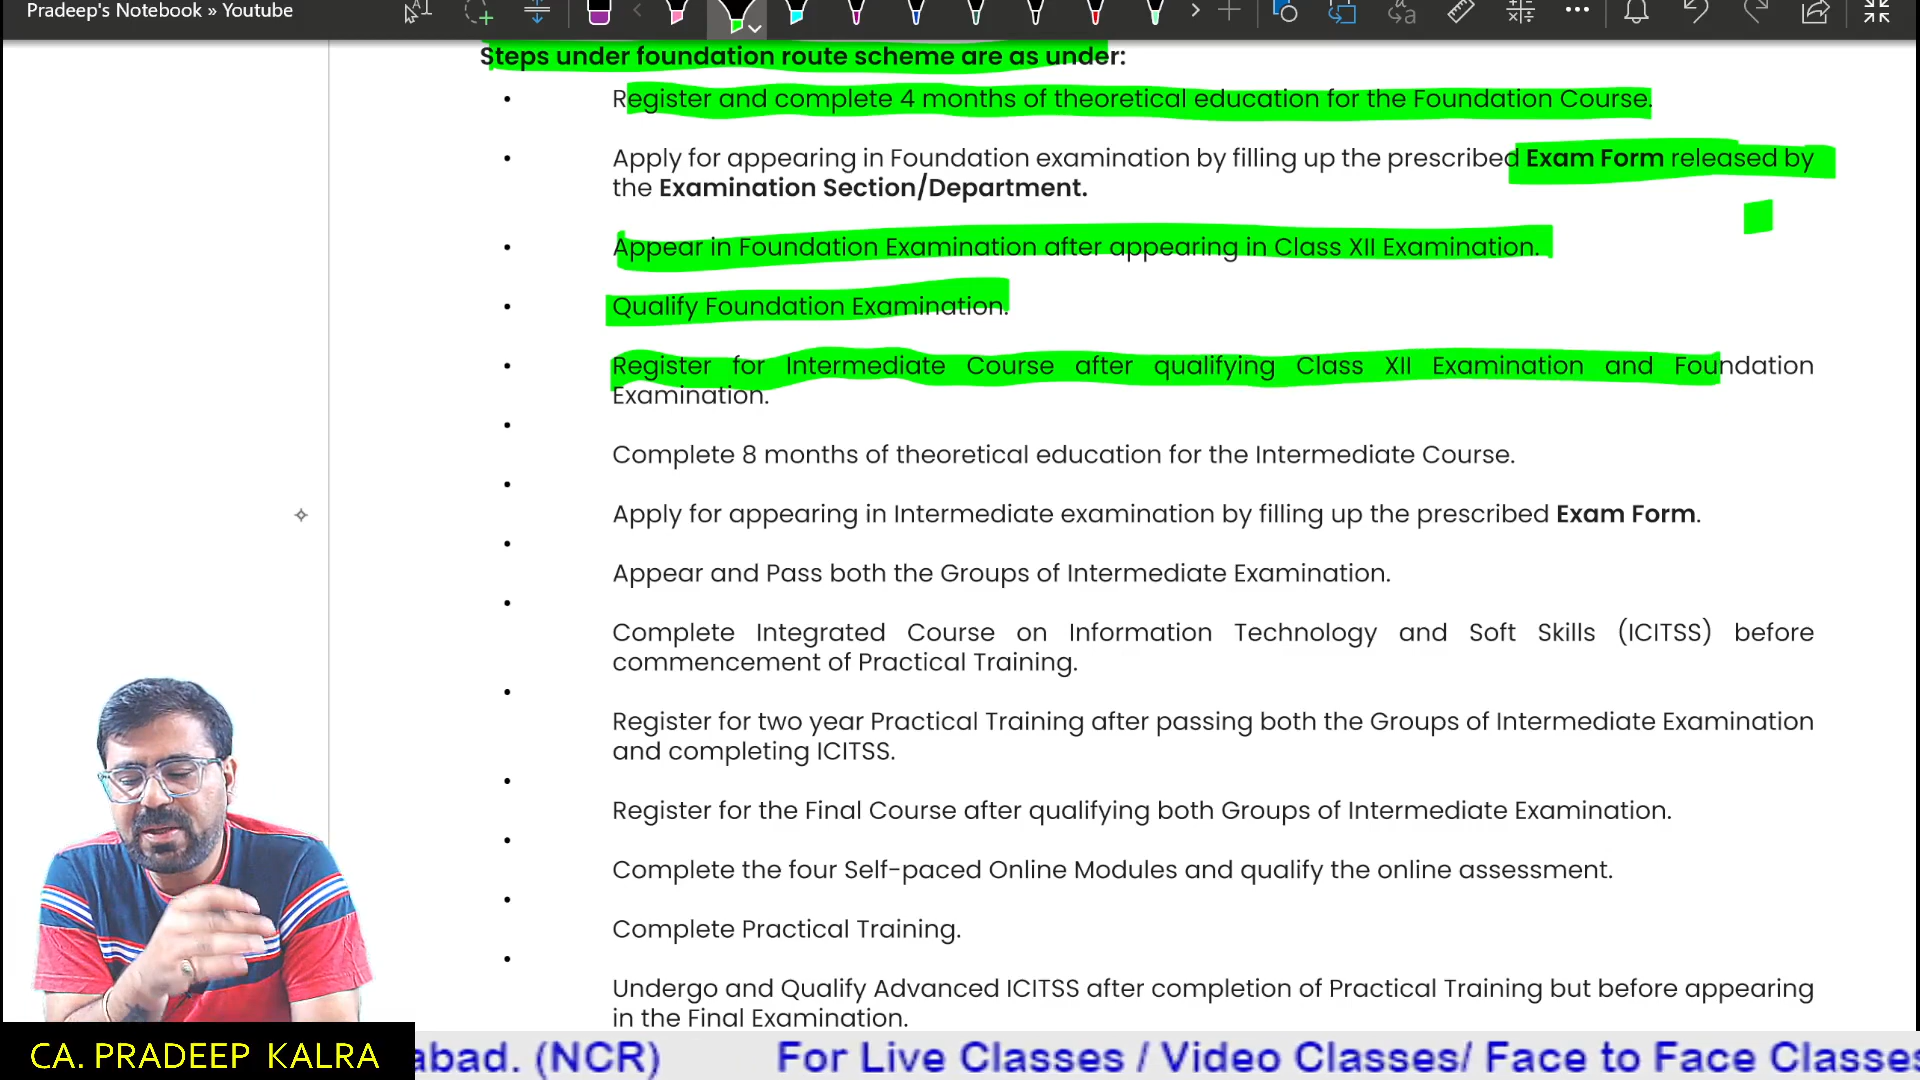 Pradeep's Notebook » Youtube
Steps under foundation route scheme are as under:
• Register and complete 4 months of theoretical education for the Foundation Course.
• Apply for appearing in Foundation examination by filling up the prescribed Exam Form released by
the Examination Section/Department.
• Appear in Foundation Examination after appearing in Class XII Examination.
• Qualify Foundation Examination.
• Register for Intermediate Course after qualifying Class XII Examination and Foundation
Examination.
• Complete 8 months of theoretical education for the Intermediate Course.
• Apply for appearing in Intermediate examination by filling up the prescribed Exam Form.
• Appear and Pass both the Groups of Intermediate Examination.
• Complete Integrated Course on Information Technology and Soft Skills (ICITSS) before
commencement of Practical Training.
• Register for two year Practical Training after passing both the Groups of Intermediate Examination
and completing ICITSS.
• Register for the Final Course after qualifying both Groups of Intermediate Examination.
• Complete the four Self-paced Online Modules and qualify the online assessment.
• Complete Practical Training.
• Undergo and Qualify Advanced ICITSS after completion of Practical Training but before appearing
in the Final Examination.
CA. PRADEEP KALRA
abad. (NCR) For Live Classes / Video Classes/ Face to Face Classes